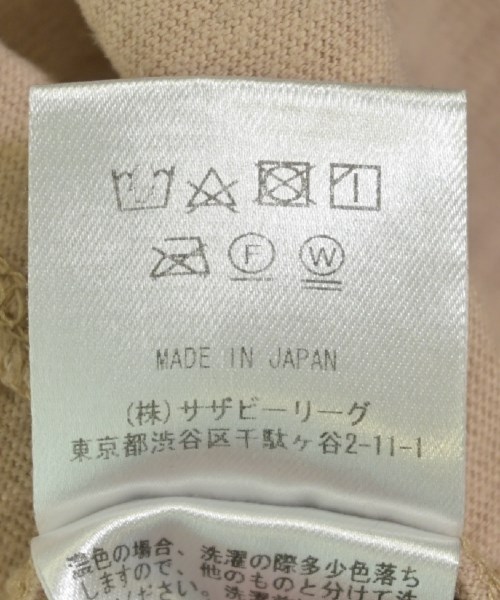 F W
MADE IN JAPAN
(株)サザビーリーグ
東京都渋谷区千駄ヶ谷2-11-1
濃色の場合、洗濯の際多少色落ち
しますので、他のものと分けて洗
ください。